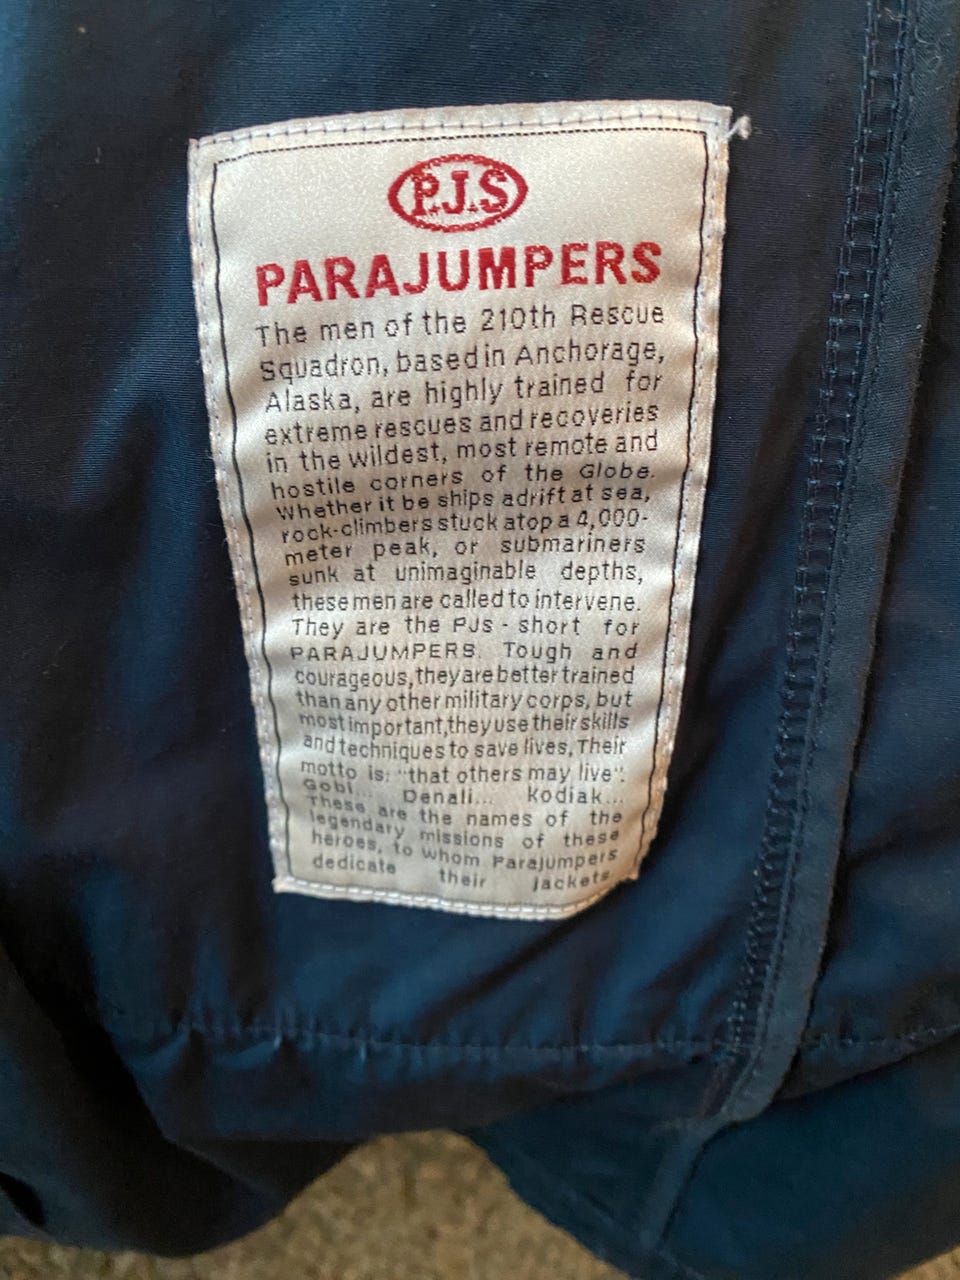 P.J.S
PARAJUMPERS
The men of the 210th Rescue
Squadron, based in Anchorage,
Alaska, are highly trained for
extreme rescues and recoveries
in the wildest, most remote and
hostile corners of the Globe.
Whether it be ships adrift at sea,
rock-climbers stuck atop a 4,000-
meter peak, or submariners
sunk at unimaginable depths,
these men are called to intervene.
They are the PJs - short for
PARAJUMPERS. Tough and
courageous, they are better trained
than any other military corps, but
most important, they use their skills
and techniques to save lives. Their
motto is: "that others may live".
Gobi... Denali... Kodiak...
These are the names of the
legendary missions of these
heroes, to whom Parajumpers
dedicate their jackets